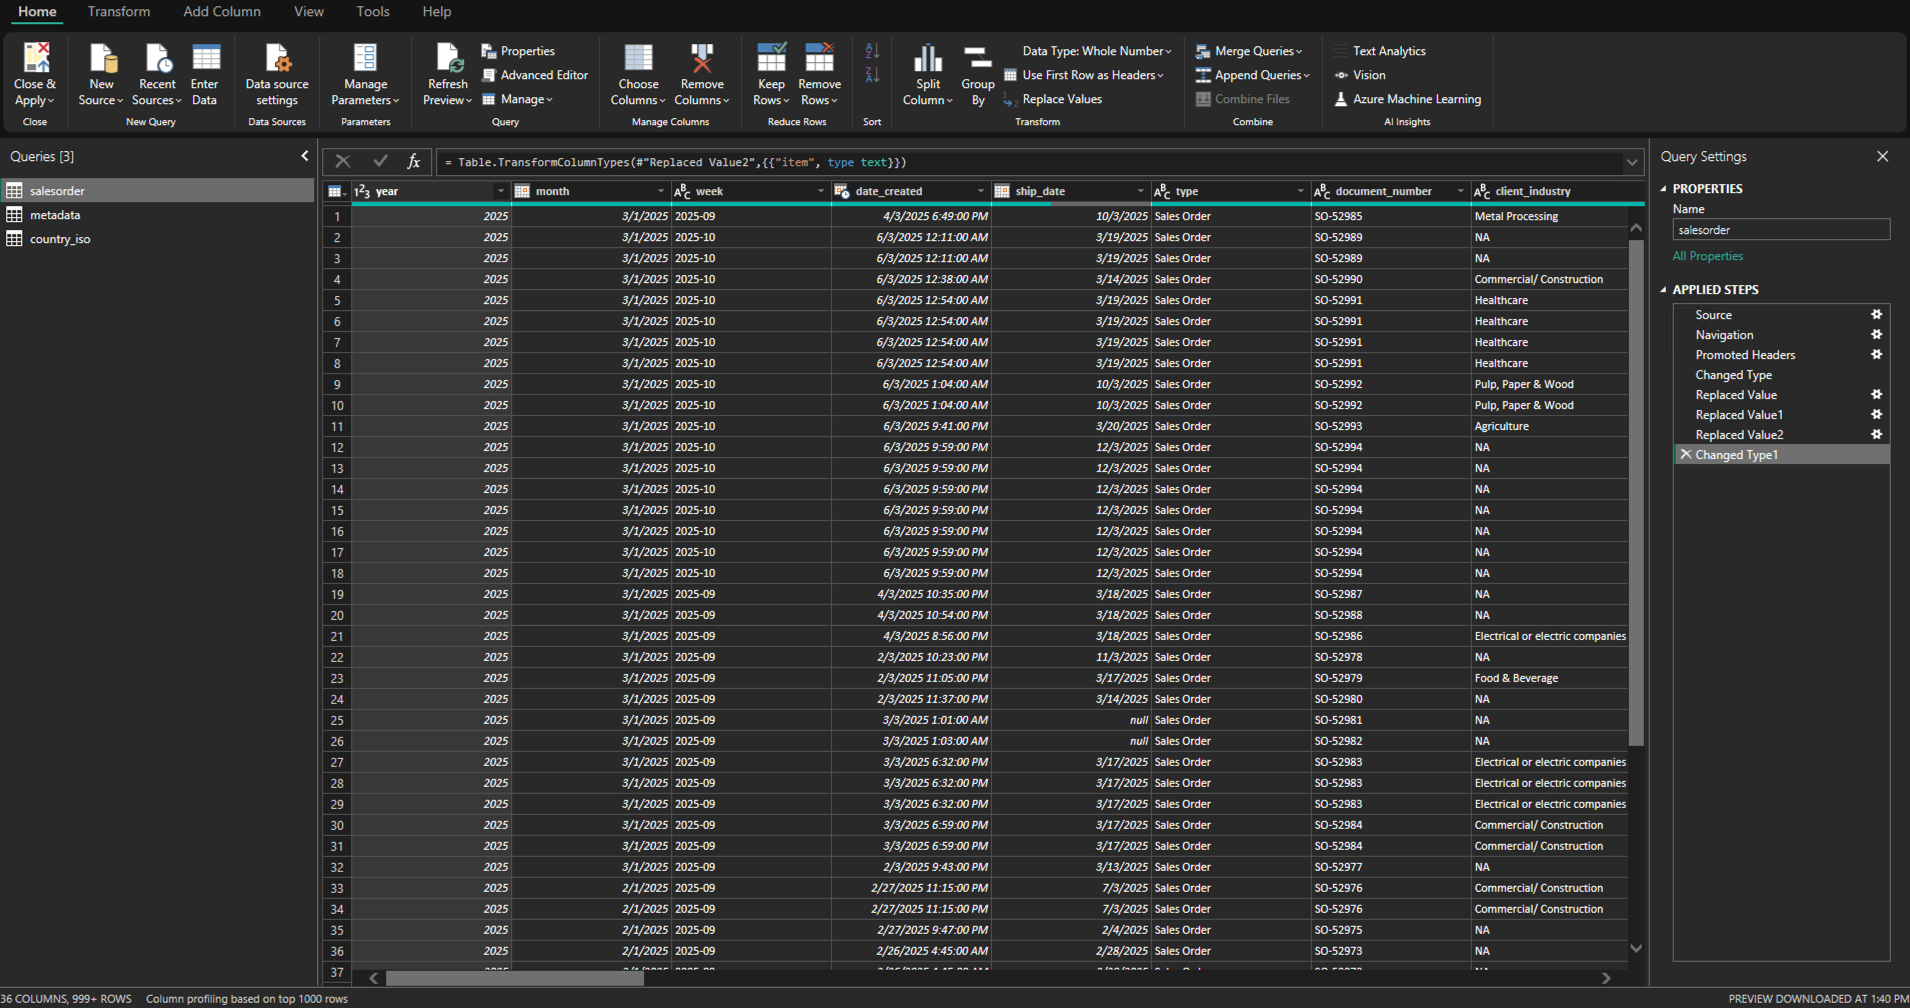 Home Transform Add Column View Tools Help
Close & Apply
Close
New Source
Recent Sources
Enter Data
New Query
Data source settings
Data Sources
Manage Parameters
Parameters
Refresh Preview
Properties
Advanced Editor
Manage
Query
Choose Columns
Remove Columns
Manage Columns
Keep Rows
Remove Rows
Reduce Rows
Sort
Split Column
Group By
Data Type: Whole Number
Use First Row as Headers
Replace Values
Transform
Merge Queries
Append Queries
Combine Files
Combine
Text Analytics
Vision
Azure Machine Learning
AI Insights
Queries [3]
salesorder
metadata
country_iso
fx = Table.TransformColumnTypes(#"Replaced Value2",{{"item", type text}})
year month week date_created ship_date type document_number client_industry
1 2025 3/1/2025 2025-09 4/3/2025 6:49:00 PM 10/3/2025 Sales Order SO-52985 Metal Processing
2 2025 3/1/2025 2025-10 6/3/2025 12:11:00 AM 3/19/2025 Sales Order SO-52989 NA
3 2025 3/1/2025 2025-10 6/3/2025 12:11:00 AM 3/19/2025 Sales Order SO-52989 NA
4 2025 3/1/2025 2025-10 6/3/2025 12:38:00 AM 3/14/2025 Sales Order SO-52990 Commercial/ Construction
5 2025 3/1/2025 2025-10 6/3/2025 12:54:00 AM 3/19/2025 Sales Order SO-52991 Healthcare
6 2025 3/1/2025 2025-10 6/3/2025 12:54:00 AM 3/19/2025 Sales Order SO-52991 Healthcare
7 2025 3/1/2025 2025-10 6/3/2025 12:54:00 AM 3/19/2025 Sales Order SO-52991 Healthcare
8 2025 3/1/2025 2025-10 6/3/2025 12:54:00 AM 3/19/2025 Sales Order SO-52991 Healthcare
9 2025 3/1/2025 2025-10 6/3/2025 1:04:00 AM 10/3/2025 Sales Order SO-52992 Pulp, Paper & Wood
10 2025 3/1/2025 2025-10 6/3/2025 1:04:00 AM 10/3/2025 Sales Order SO-52992 Pulp, Paper & Wood
11 2025 3/1/2025 2025-10 6/3/2025 9:41:00 PM 3/20/2025 Sales Order SO-52993 Agriculture
12 2025 3/1/2025 2025-10 6/3/2025 9:59:00 PM 12/3/2025 Sales Order SO-52994 NA
13 2025 3/1/2025 2025-10 6/3/2025 9:59:00 PM 12/3/2025 Sales Order SO-52994 NA
14 2025 3/1/2025 2025-10 6/3/2025 9:59:00 PM 12/3/2025 Sales Order SO-52994 NA
15 2025 3/1/2025 2025-10 6/3/2025 9:59:00 PM 12/3/2025 Sales Order SO-52994 NA
16 2025 3/1/2025 2025-10 6/3/2025 9:59:00 PM 12/3/2025 Sales Order SO-52994 NA
17 2025 3/1/2025 2025-10 6/3/2025 9:59:00 PM 12/3/2025 Sales Order SO-52994 NA
18 2025 3/1/2025 2025-10 6/3/2025 9:59:00 PM 12/3/2025 Sales Order SO-52994 NA
19 2025 3/1/2025 2025-09 4/3/2025 10:35:00 PM 3/18/2025 Sales Order SO-52987 NA
20 2025 3/1/2025 2025-09 4/3/2025 10:54:00 PM 3/18/2025 Sales Order SO-52988 NA
21 2025 3/1/2025 2025-09 4/3/2025 8:56:00 PM 3/18/2025 Sales Order SO-52986 Electrical or electric companies
22 2025 3/1/2025 2025-09 2/3/2025 10:23:00 PM 11/3/2025 Sales Order SO-52978 NA
23 2025 3/1/2025 2025-09 2/3/2025 11:05:00 PM 3/17/2025 Sales Order SO-52979 Food & Beverage
24 2025 3/1/2025 2025-09 2/3/2025 11:37:00 PM 3/14/2025 Sales Order SO-52980 NA
25 2025 3/1/2025 2025-09 3/3/2025 1:01:00 AM null Sales Order SO-52981 NA
26 2025 3/1/2025 2025-09 3/3/2025 1:03:00 AM null Sales Order SO-52982 NA
27 2025 3/1/2025 2025-09 3/3/2025 6:32:00 PM 3/17/2025 Sales Order SO-52983 Electrical or electric companies
28 2025 3/1/2025 2025-09 3/3/2025 6:32:00 PM 3/17/2025 Sales Order SO-52983 Electrical or electric companies
29 2025 3/1/2025 2025-09 3/3/2025 6:32:00 PM 3/17/2025 Sales Order SO-52983 Electrical or electric companies
30 2025 3/1/2025 2025-09 3/3/2025 6:59:00 PM 3/17/2025 Sales Order SO-52984 Commercial/ Construction
31 2025 3/1/2025 2025-09 3/3/2025 6:59:00 PM 3/17/2025 Sales Order SO-52984 Commercial/ Construction
32 2025 3/1/2025 2025-09 2/3/2025 9:43:00 PM 3/13/2025 Sales Order SO-52977 NA
33 2025 2/1/2025 2025-09 2/27/2025 11:15:00 PM 7/3/2025 Sales Order SO-52976 Commercial/ Construction
34 2025 2/1/2025 2025-09 2/27/2025 11:15:00 PM 7/3/2025 Sales Order SO-52976 Commercial/ Construction
35 2025 2/1/2025 2025-09 2/27/2025 9:47:00 PM 2/4/2025 Sales Order SO-52975 NA
36 2025 2/1/2025 2025-09 2/26/2025 4:45:00 AM 2/28/2025 Sales Order SO-52973 NA
37
Query Settings
PROPERTIES
Name
salesorder
All Properties
APPLIED STEPS
Source
Navigation
Promoted Headers
Changed Type
Replaced Value
Replaced Value1
Replaced Value2
Changed Type1
36 COLUMNS, 999+ ROWS Column profiling based on top 1000 rows
PREVIEW DOWNLOADED AT 1:40 PM